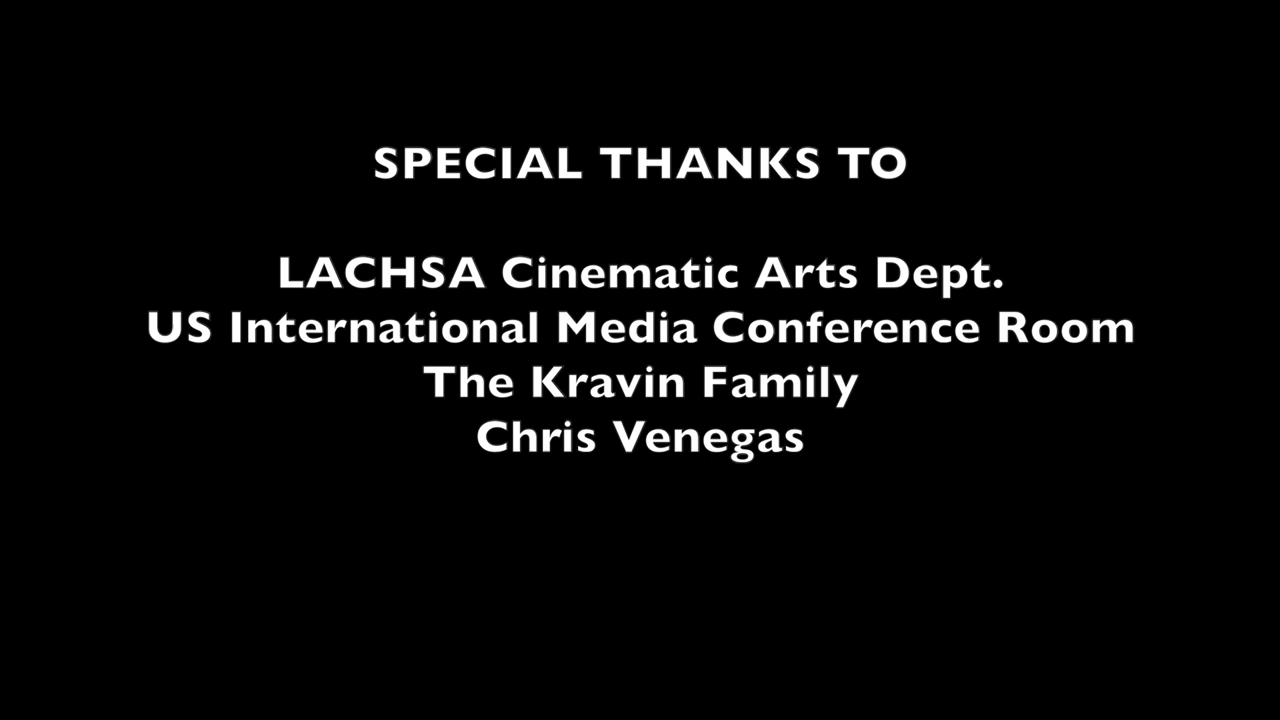 SPECIAL THANKS TO
LACHSA Cinematic Arts Dept.
US International Media Conference Room
The Kravin Family
Chris Venegas